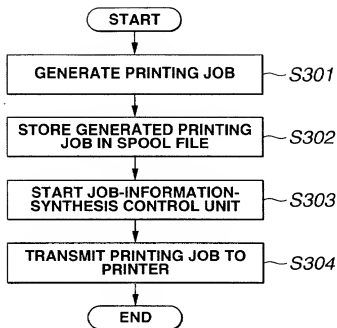 START
GENERATE PRINTING JOB
S301
STORE GENERATED PRINTING
JOB IN SPOOL FILE
S302
START JOB-INFORMATION-
SYNTHESIS CONTROL UNIT
S303
TRANSMIT PRINTING JOB TO
PRINTER
S304
END